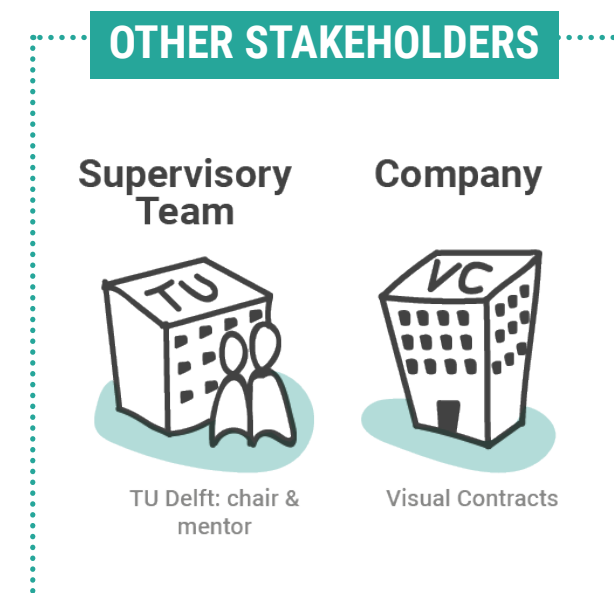 OTHER STAKEHOLDERS
Supervisory
Team
Company
TU
VC
TU Delft: chair &
mentor
Visual Contracts